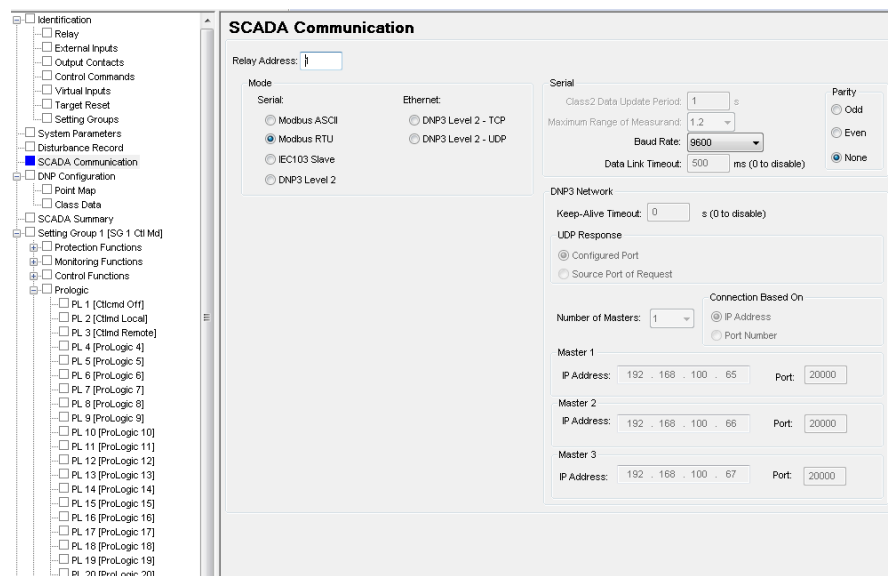 Identification
Relay
External Inputs
Output Contacts
Control Commands
Virtual Inputs
Target Reset
Setting Groups
System Parameters
Disturbance Record
SCADA Communication
DNP Configuration
Point Map
Class Data
SCADA Summary
Setting Group 1 [SG 1 Ctl Md]
Protection Functions
Monitoring Functions
Control Functions
Prologic
PL 1 [Ctlcmd Off]
PL 2 [Ctlmd Local]
PL 3 [Ctlmd Remote]
PL 4 [ProLogic 4]
PL 5 [ProLogic 5]
PL 6 [ProLogic 6]
PL 7 [ProLogic 7]
PL 8 [ProLogic 8]
PL 9 [ProLogic 9]
PL 10 [ProLogic 10]
PL 11 [ProLogic 11]
PL 12 [ProLogic 12]
PL 13 [ProLogic 13]
PL 14 [ProLogic 14]
PL 15 [ProLogic 15]
PL 16 [ProLogic 16]
PL 17 [ProLogic 17]
PL 18 [ProLogic 18]
PL 19 [ProLogic 19]
PL 20 [ProLogic 20]
SCADA Communication
Relay Address: 1
Mode
Serial: Ethernet:
Modbus ASCII DNP3 Level 2 - TCP
Modbus RTU DNP3 Level 2 - UDP
IEC103 Slave
DNP3 Level 2
Serial
Class2 Data Update Period: 1 s
Maximum Range of Measurand: 1.2
Baud Rate: 9600
Data Link Timeout: 500 ms (0 to disable)
Parity
Odd
Even
None
DNP3 Network
Keep-Alive Timeout: 0 s (0 to disable)
UDP Response
Configured Port
Source Port of Request
Number of Masters: 1
Connection Based On
IP Address
Port Number
Master 1
IP Address: 192 . 168 . 100 . 65 Port: 20000
Master 2
IP Address: 192 . 168 . 100 . 66 Port: 20000
Master 3
IP Address: 192 . 168 . 100 . 67 Port: 20000